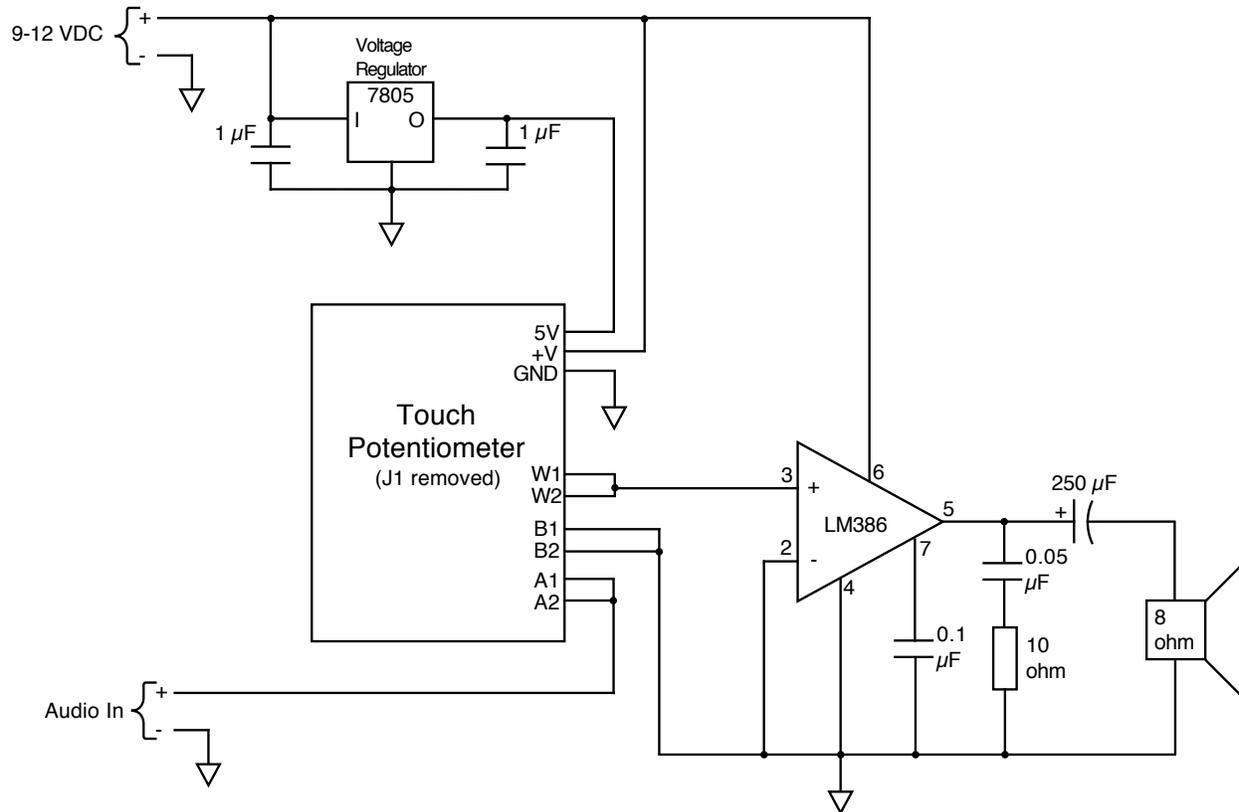 9-12 VDC
+
-
Voltage
Regulator
7805
I
O
1 µF
1 µF
5V
+V
GND
Touch
Potentiometer
(J1 removed)
W1
W2
B1
B2
A1
A2
3
+
6
LM386
2
-
4
5
7
+
250 µF
0.05
µF
0.1
µF
10
ohm
8
ohm
Audio In
+
-